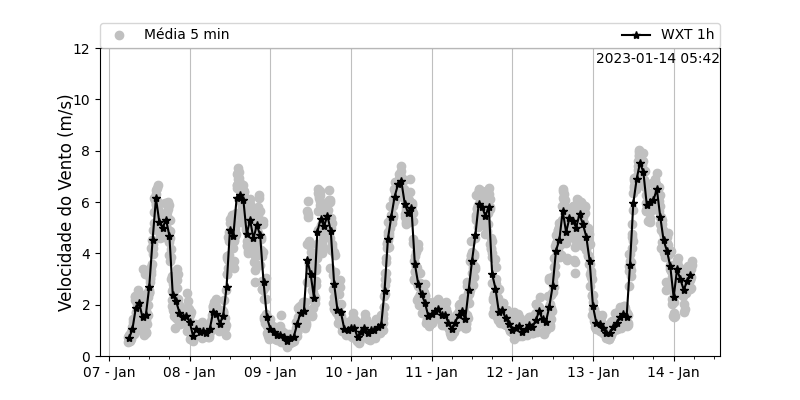 Média 5 min
WXT 1h
2023-01-14 05:42
Velocidade do Vento (m/s)
12
10
8
6
4
2
0
07 - Jan
08 - Jan
09 - Jan
10 - Jan
11 - Jan
12 - Jan
13 - Jan
14 - Jan